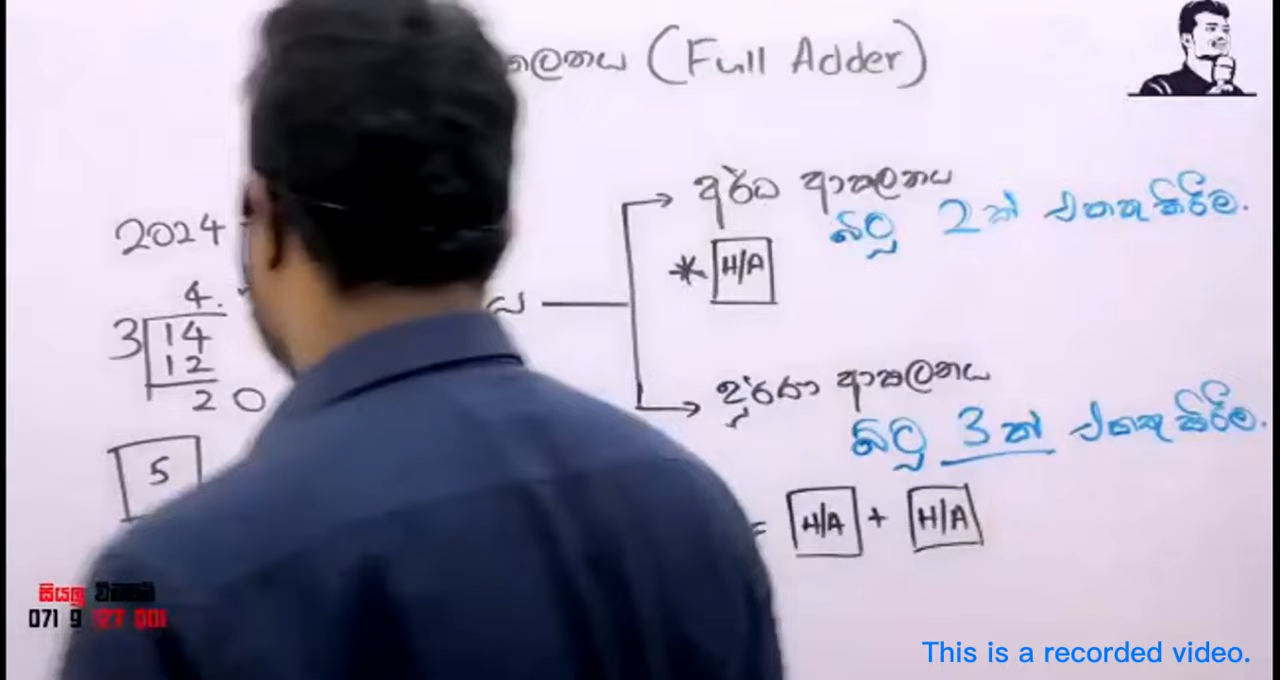 (Full Adder)
අර්ධ ආකලනය
බිටු 2ක් එකතු කිරීම.
* H/A
2024
4.
3 14
12
20
පූර්ණ ආකලනය
බිටු 3ක් එකතු කිරීම.
5
= H/A + H/A
සියලු
071 9
This is a recorded video.